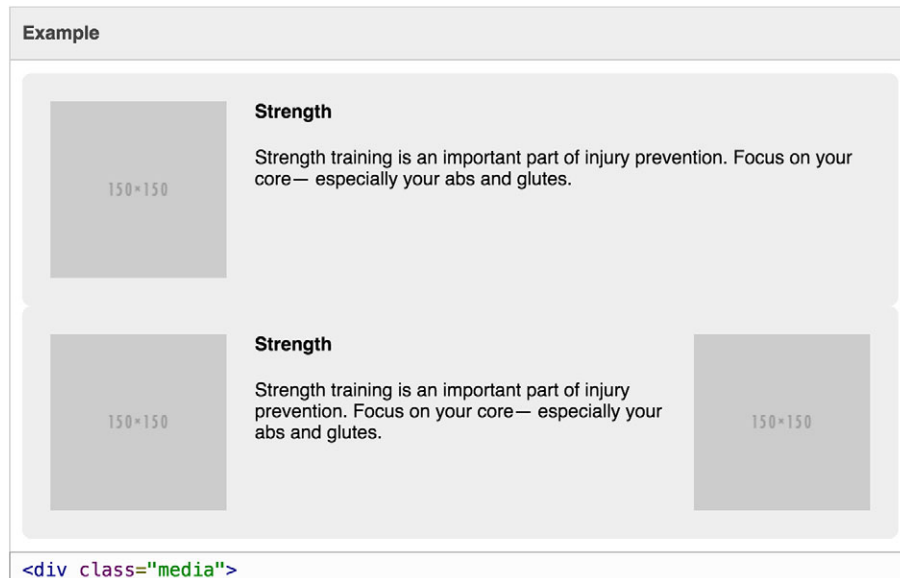 Example
Strength
Strength training is an important part of injury prevention. Focus on your
core— especially your abs and glutes.
150×150
Strength
Strength training is an important part of injury
prevention. Focus on your core— especially your
abs and glutes.
150×150
150×150
<div class="media">